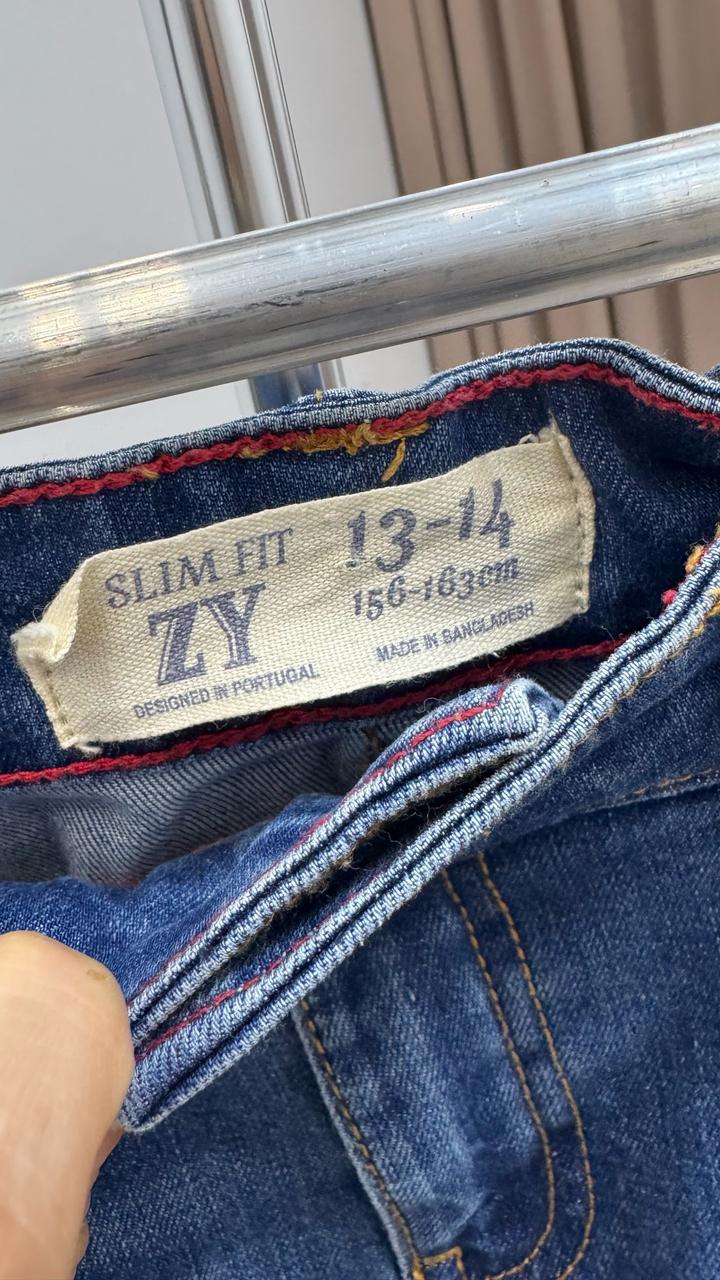 SLIM FIT
ZY
DESIGNED IN PORTUGAL
13-14
156-163cm
MADE IN BANGLADESH